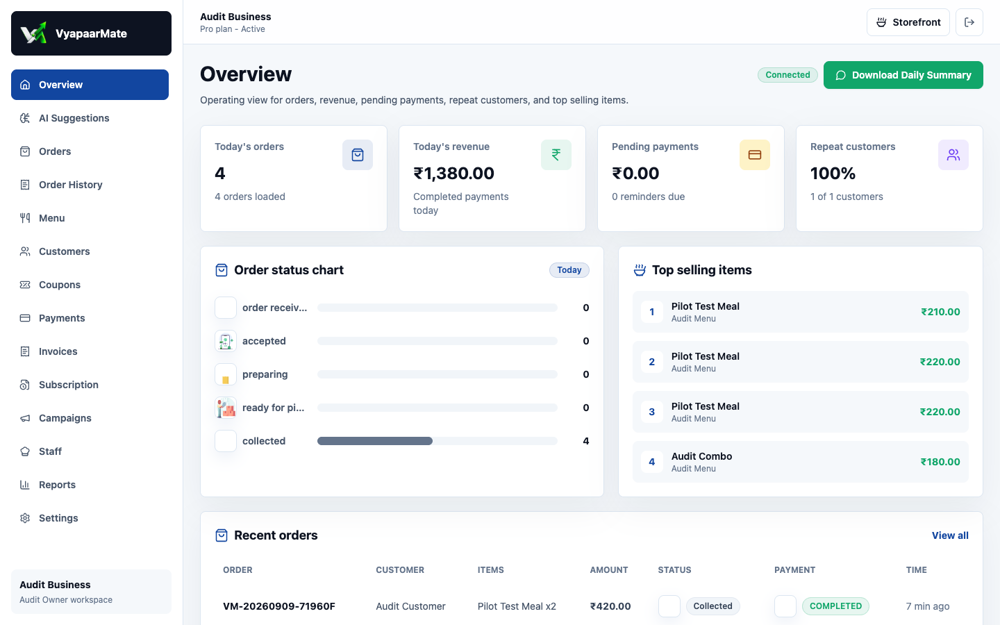 VyapaarMate
Overview
AI Suggestions
Orders
Order History
Menu
Customers
Coupons
Payments
Invoices
Subscription
Campaigns
Staff
Reports
Settings
Audit Business
Audit Owner workspace
Audit Business
Pro plan - Active
Storefront
Overview
Connected
Download Daily Summary
Operating view for orders, revenue, pending payments, repeat customers, and top selling items.
Today's orders
4
4 orders loaded
Today's revenue
₹1,380.00
Completed payments
today
Pending payments
₹0.00
0 reminders due
Repeat customers
100%
1 of 1 customers
Order status chart
Today
order receiv... 0
accepted 0
preparing 0
ready for pi... 0
collected 4
Top selling items
1 Pilot Test Meal ₹210.00
Audit Menu
2 Pilot Test Meal ₹220.00
Audit Menu
3 Pilot Test Meal ₹220.00
Audit Menu
4 Audit Combo ₹180.00
Audit Menu
Recent orders
View all
ORDER CUSTOMER ITEMS AMOUNT STATUS PAYMENT TIME
VM-20260909-71960F Audit Customer Pilot Test Meal x2 ₹420.00 Collected COMPLETED 7 min ago